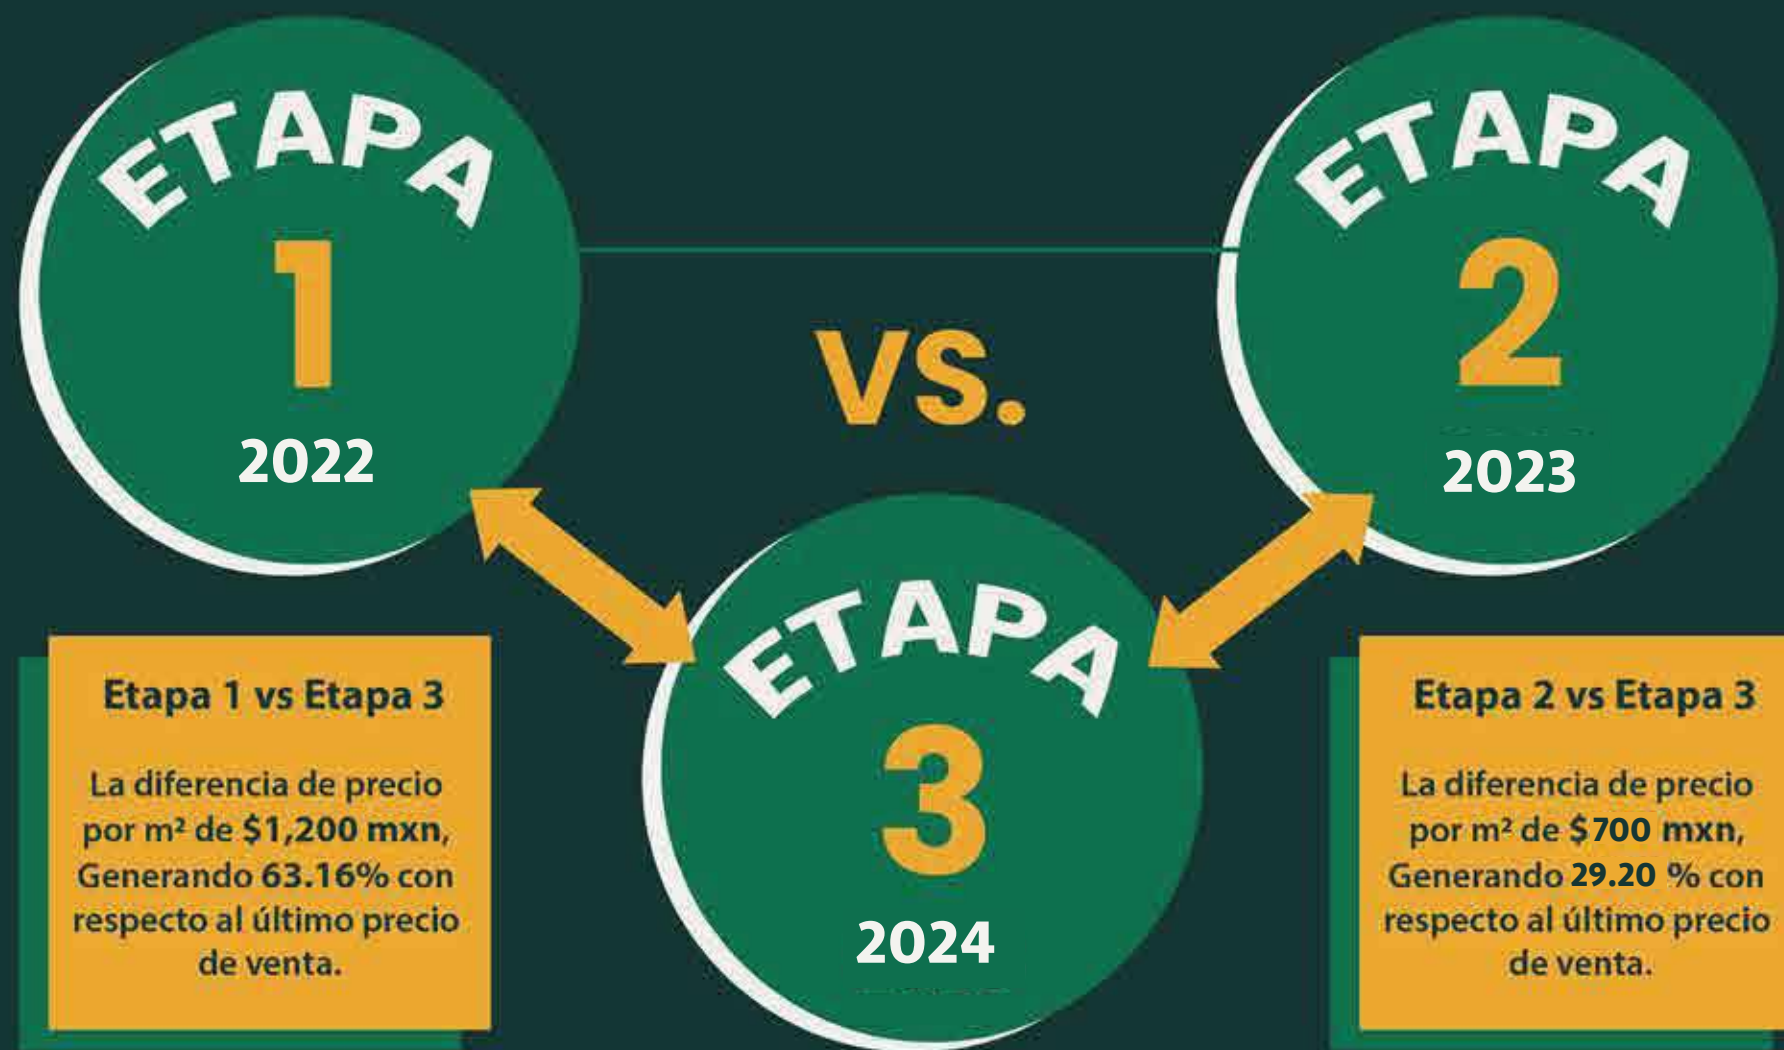 ETAPA
1
2022
VS.
ETAPA
2
2023
ETAPA
3
2024
Etapa 1 vs Etapa 3
La diferencia de precio
por m² de $1,200 mxn,
Generando 63.16% con
respecto al último precio
de venta.
Etapa 2 vs Etapa 3
La diferencia de precio
por m² de $700 mxn,
Generando 29.20 % con
respecto al último precio
de venta.